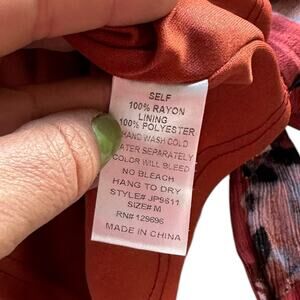 SELF
100% RAYON
LINING
100% POLYESTER
HAND WASH COLD
WATER SEPARATELY
COLOR WILL BLEED
NO BLEACH
HANG TO DRY
STYLE# JP9611
SIZE# M
RN# 129696
MADE IN CHINA